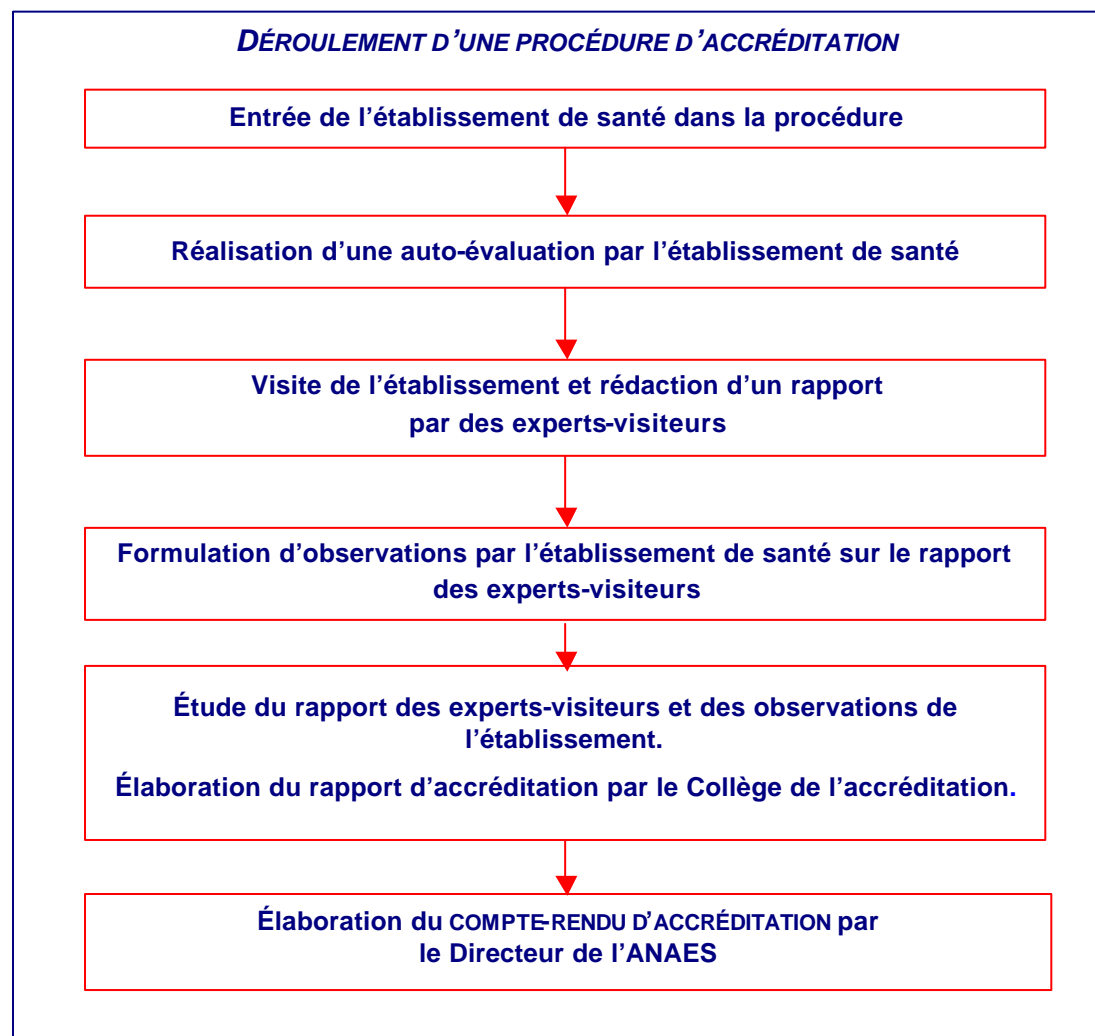 DÉROULEMENT D’UNE PROCÉDURE D’ACCRÉDITATION
Entrée de l’établissement de santé dans la procédure
Réalisation d’une auto-évaluation par l’établissement de santé
Visite de l’établissement et rédaction d’un rapport
par des experts-visiteurs
Formulation d’observations par l’établissement de santé sur le rapport
des experts-visiteurs
Étude du rapport des experts-visiteurs et des observations de
l’établissement.
Élaboration du rapport d’accréditation par le Collège de l’accréditation.
Élaboration du COMPTE-RENDU D’ACCRÉDITATION par
le Directeur de l’ANAES